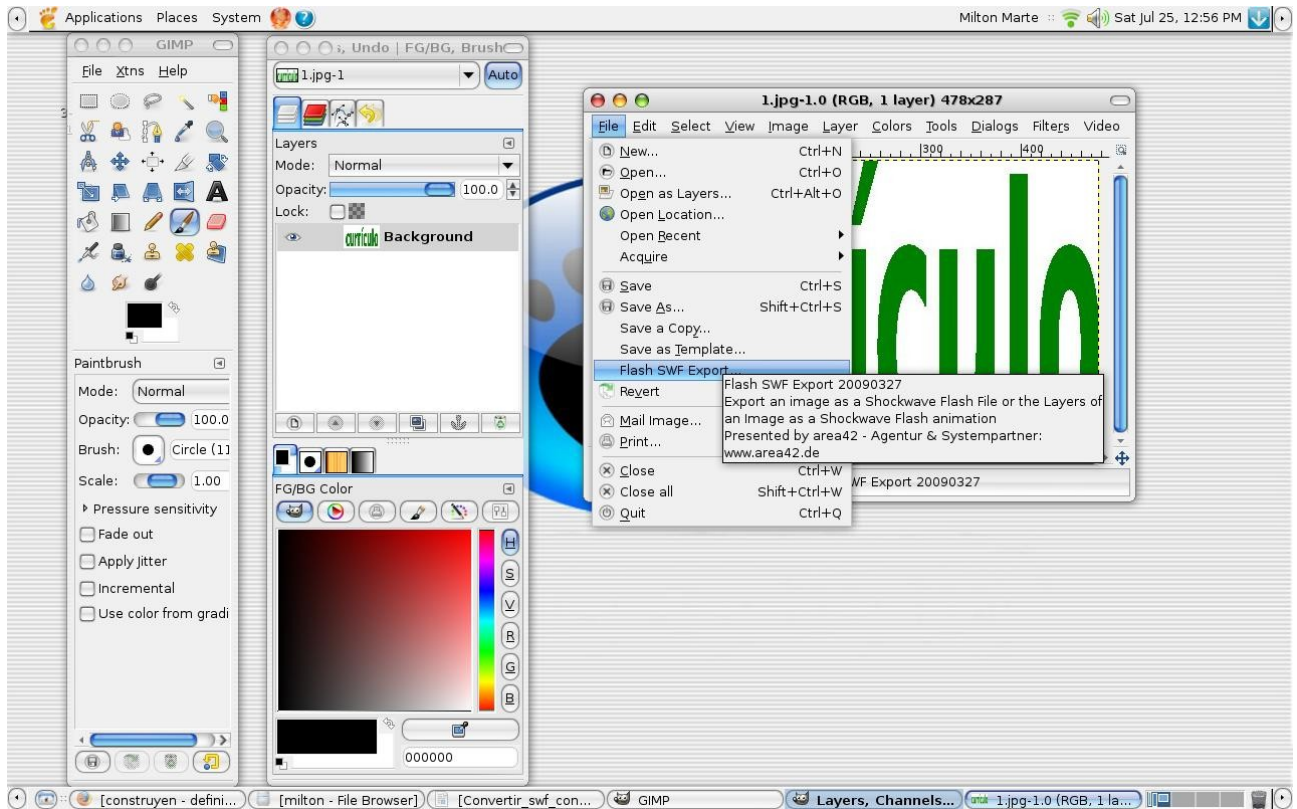 Applications Places System
Milton Marte
Sat Jul 25, 12:56 PM
GIMP
File Xtns Help
Paintbrush
Mode: Normal
Opacity: 100.0
Brush: Circle (11
Scale: 1.00
Pressure sensitivity
Fade out
Apply Jitter
Incremental
Use color from gradi
s, Undo | FG/BG, Brush
1.jpg-1
Auto
Layers
Mode: Normal
Opacity: 100.0
Lock:
currículo Background
FG/BG Color
H
S
V
R
G
B
000000
1.jpg-1.0 (RGB, 1 layer) 478x287
File Edit Select View Image Layer Colors Tools Dialogs Filters Video
300 400
New... Ctrl+N
Open... Ctrl+O
Open as Layers... Ctrl+Alt+O
Open Location...
Open Recent
Acquire
Save Ctrl+S
Save As... Shift+Ctrl+S
Save a Copy...
Save as Template...
Flash SWF Export...
Revert
Mail Image...
Print...
Close Ctrl+W
Close all Shift+Ctrl+W
Quit Ctrl+Q
ículo
Flash SWF Export 20090327
Export an image as a Shockwave Flash File or the Layers of
an Image as a Shockwave Flash animation
Presented by area42 - Agentur & Systempartner:
www.area42.de
WF Export 20090327
[construyen - defini...
[milton - File Browser]
[Convertir_swf_con...
GIMP
Layers, Channels...
1.jpg-1.0 (RGB, 1 la...